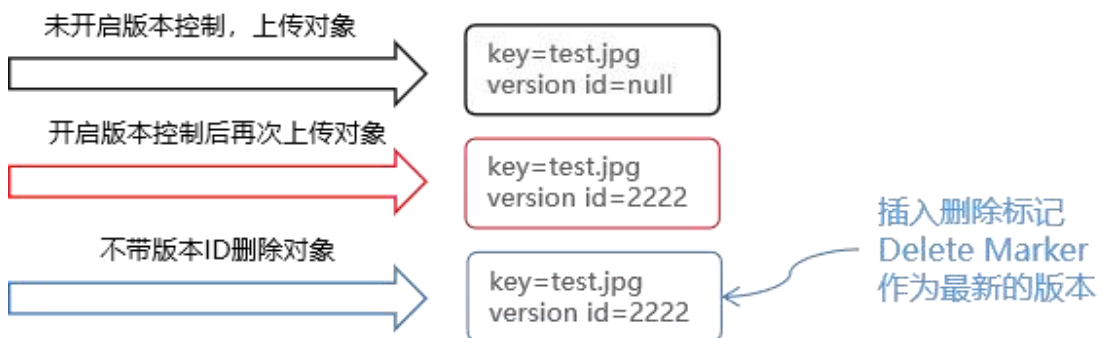 未开启版本控制，上传对象
key=test.jpg
version id=null
开启版本控制后再次上传对象
key=test.jpg
version id=2222
不带版本ID删除对象
key=test.jpg
version id=2222
插入删除标记
Delete Marker
作为最新的版本